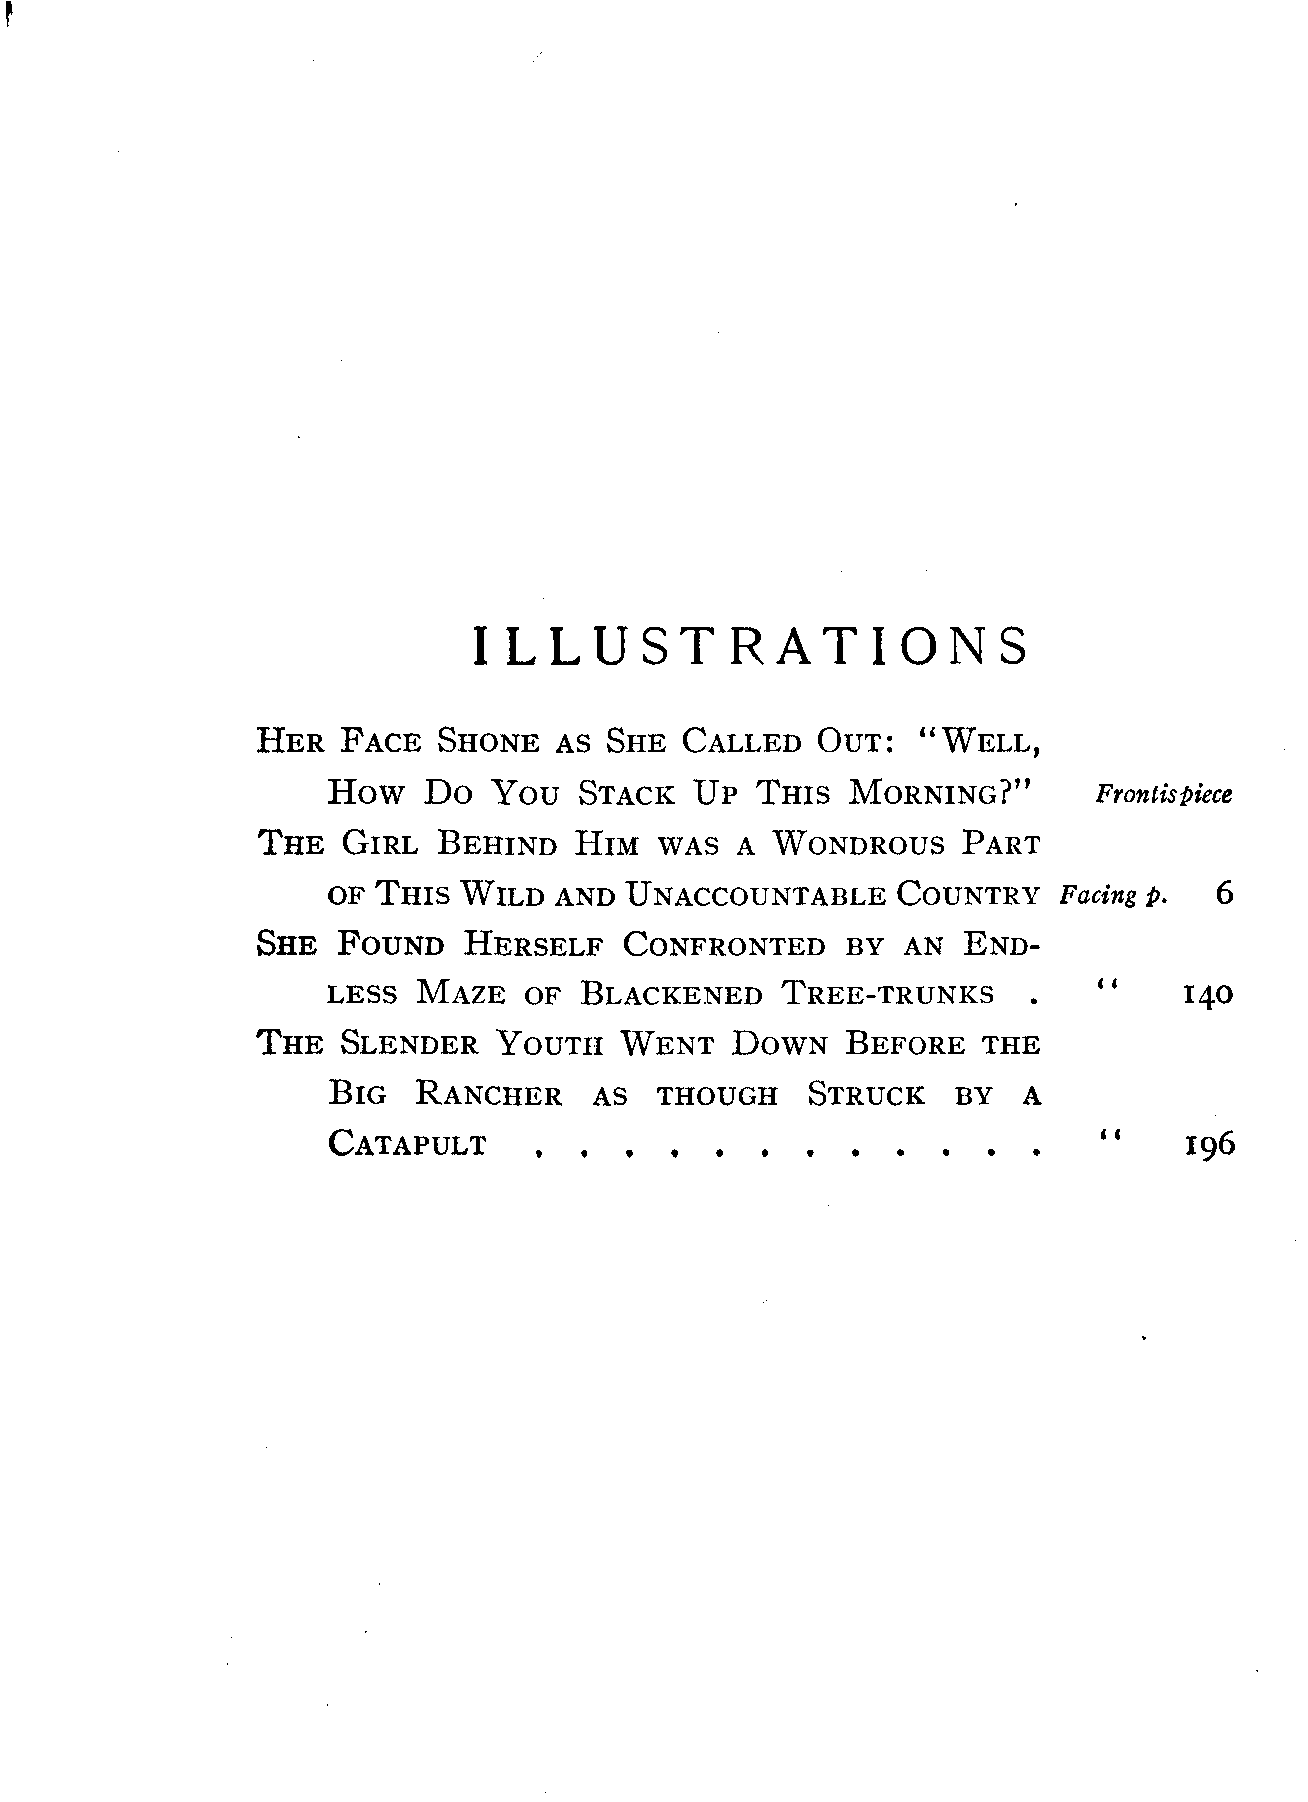 ILLUSTRATIONS
HER FACE SHONE AS SHE CALLED OUT: "WELL,
HOW DO YOU STACK UP THIS MORNING?" Frontispiece
THE GIRL BEHIND HIM WAS A WONDROUS PART
OF THIS WILD AND UNACCOUNTABLE COUNTRY Facing p. 6
SHE FOUND HERSELF CONFRONTED BY AN END-
LESS MAZE OF BLACKENED TREE-TRUNKS . " 140
THE SLENDER YOUTH WENT DOWN BEFORE THE
BIG RANCHER AS THOUGH STRUCK BY A
CATAPULT . . . . . . . . . . . . " 196